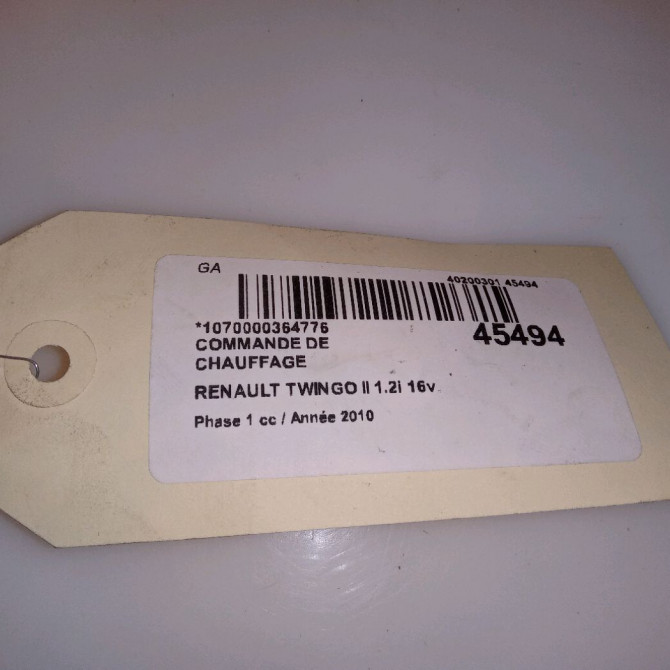 GA
40200301 45494
*1070000364776
45494
COMMANDE DE
CHAUFFAGE
RENAULT TWINGO II 1.2i 16v
Phase 1 cc / Année 2010